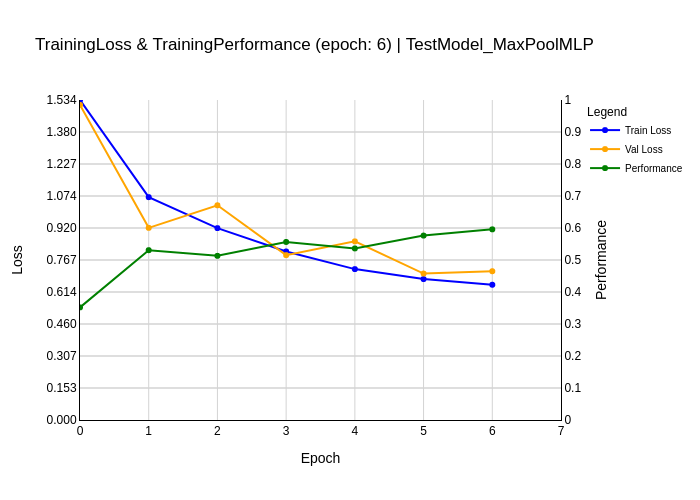 TrainingLoss & TrainingPerformance (epoch: 6) | TestModel_MaxPoolMLP
1.534
1.380
1.227
1.074
0.920
0.767
0.614
0.460
0.307
0.153
0.000
Loss
0 1 2 3 4 5 6 7
Epoch
1
0.9
0.8
0.7
0.6
0.5
0.4
0.3
0.2
0.1
0
Performance
Legend
Train Loss
Val Loss
Performance